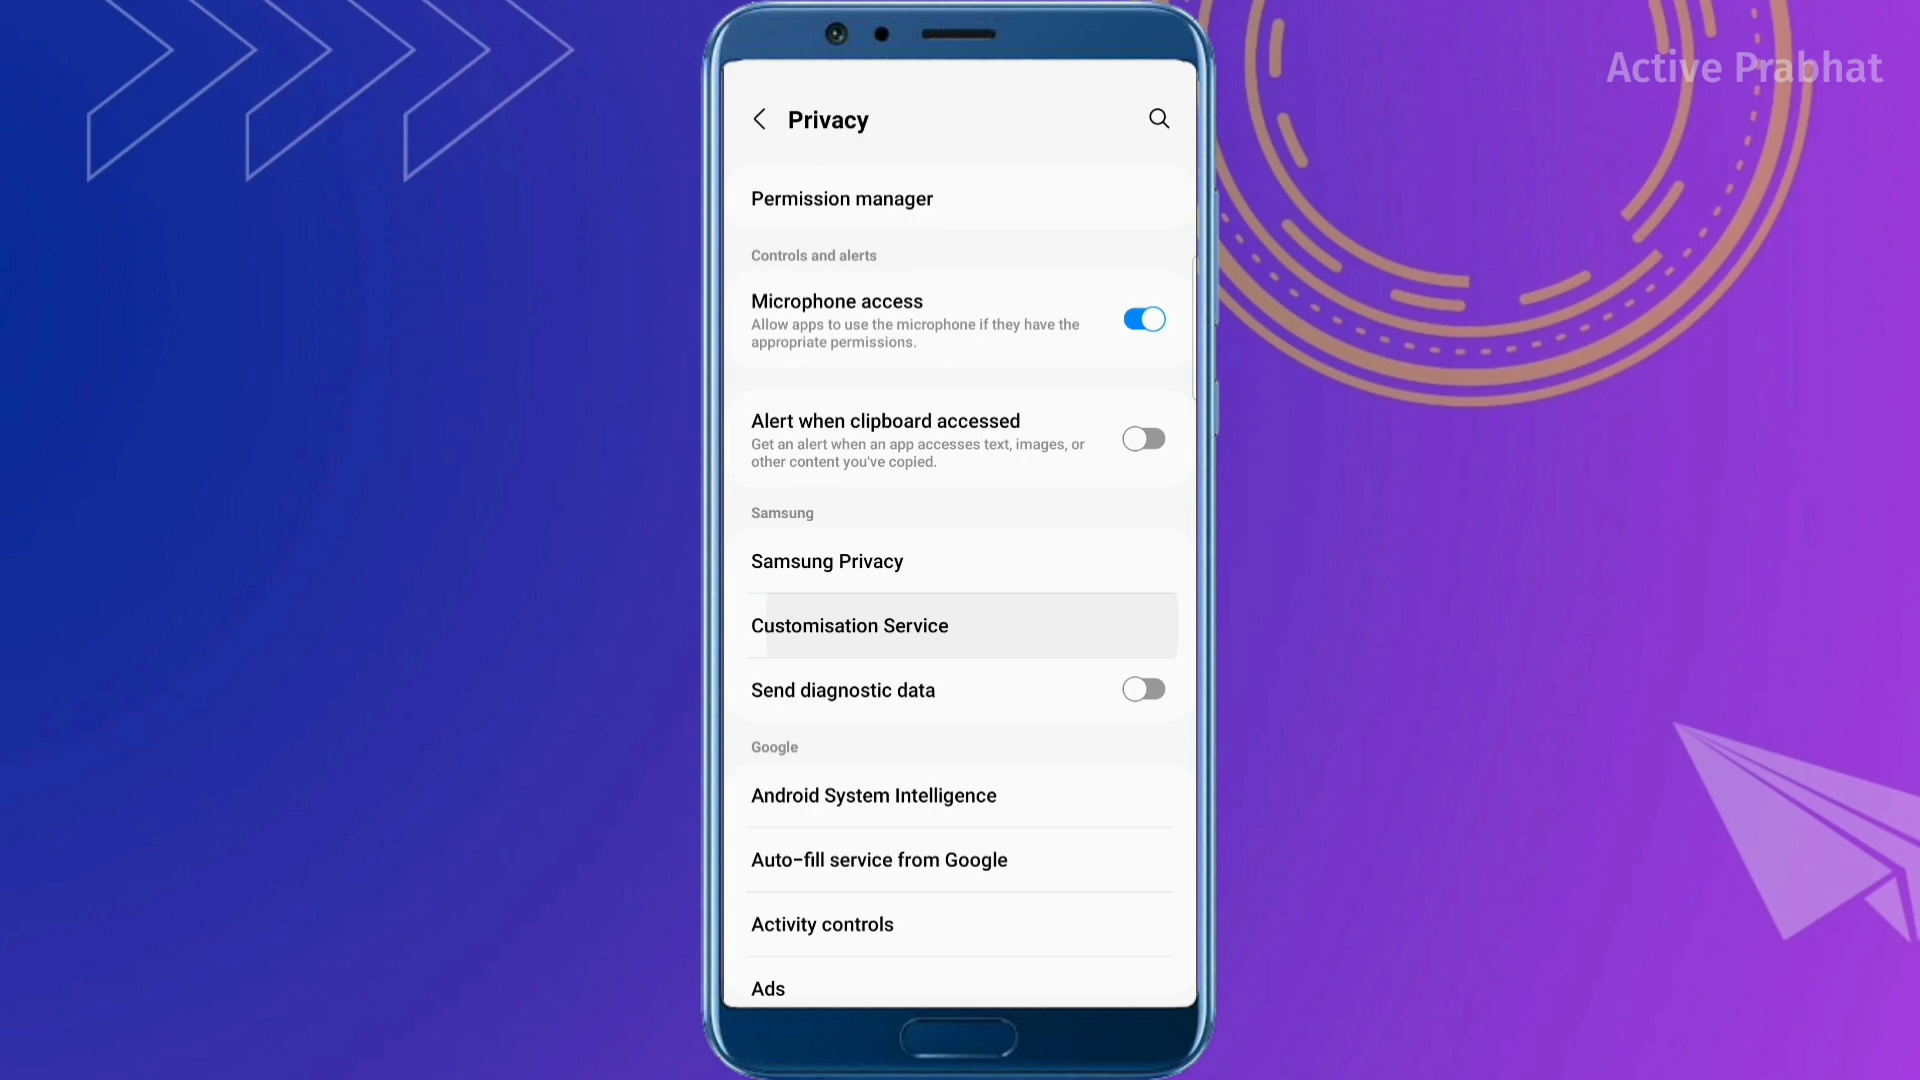 Active Prabhat
Privacy
Permission manager
Controls and alerts
Microphone access
Allow apps to use the microphone if they have the
appropriate permissions.
Alert when clipboard accessed
Get an alert when an app accesses text, images, or
other content you've copied.
Samsung
Samsung Privacy
Customisation Service
Send diagnostic data
Google
Android System Intelligence
Auto-fill service from Google
Activity controls
Ads